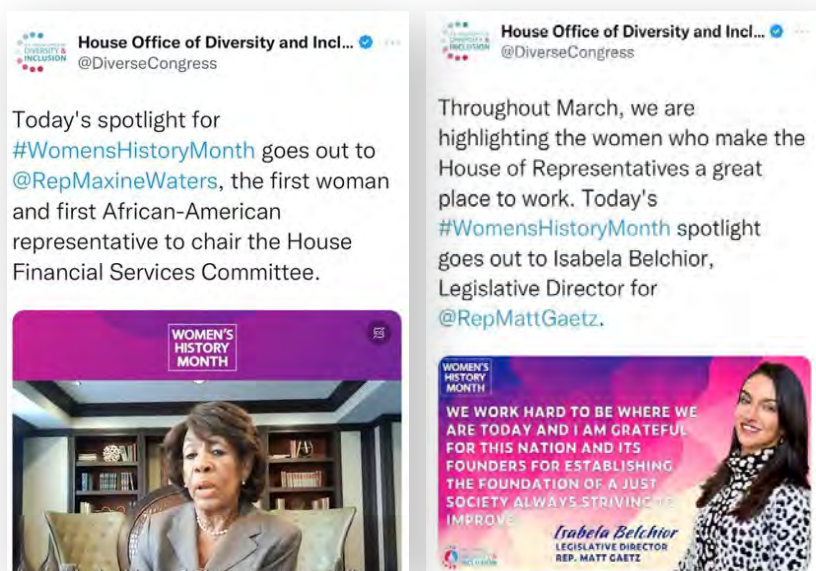 DIVERSITY &
INCLUSION
House Office of Diversity and Incl...
@DiverseCongress
Today's spotlight for
#WomensHistoryMonth goes out to
@RepMaxineWaters, the first woman
and first African-American
representative to chair the House
Financial Services Committee.
WOMEN'S
HISTORY
MONTH
DIVERSITY &
INCLUSION
House Office of Diversity and Incl...
@DiverseCongress
Throughout March, we are
highlighting the women who make the
House of Representatives a great
place to work. Today's
#WomensHistoryMonth spotlight
goes out to Isabela Belchior,
Legislative Director for
@RepMattGaetz.
WOMEN'S
HISTORY
MONTH
WE WORK HARD TO BE WHERE WE
ARE TODAY AND I AM GRATEFUL
FOR THIS NATION AND ITS
FOUNDERS FOR ESTABLISHING
THE FOUNDATION OF A JUST
SOCIETY ALWAYS STRIVING TO
IMPROVE
Isabela Belchior
LEGISLATIVE DIRECTOR
REP. MATT GAETZ
INCLUSION